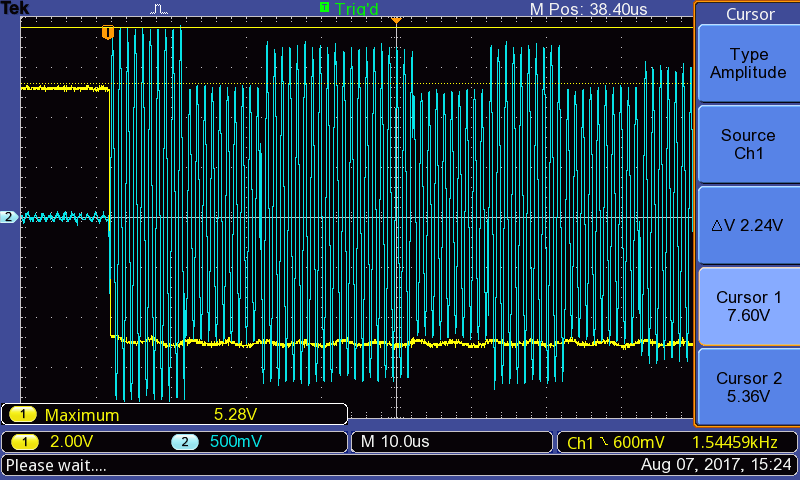 Tek
T Trig'd
M Pos: 38.40us
Cursor
T
Type
Amplitude
Source
Ch1
2
△V 2.24V
Cursor 1
7.60V
Cursor 2
5.36V
1 Maximum 5.28V
1 2.00V 2 500mV M 10.0us Ch1 600mV 1.54459kHz
Please wait.... Aug 07, 2017, 15:24